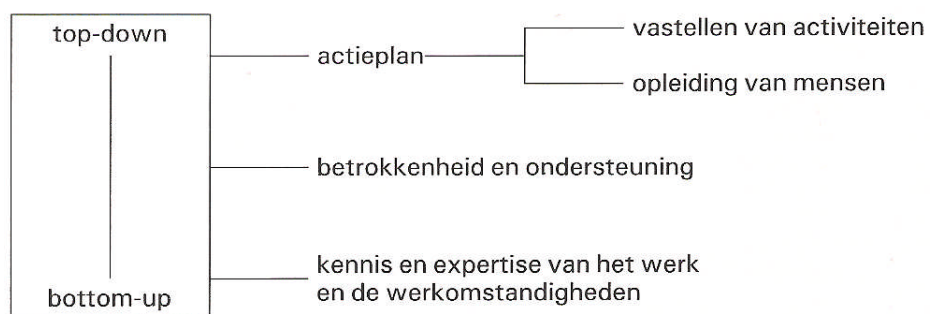 top-down
actieplan
vastellen van activiteiten
opleiding van mensen
betrokkenheid en ondersteuning
kennis en expertise van het werk
en de werkomstandigheden
bottom-up